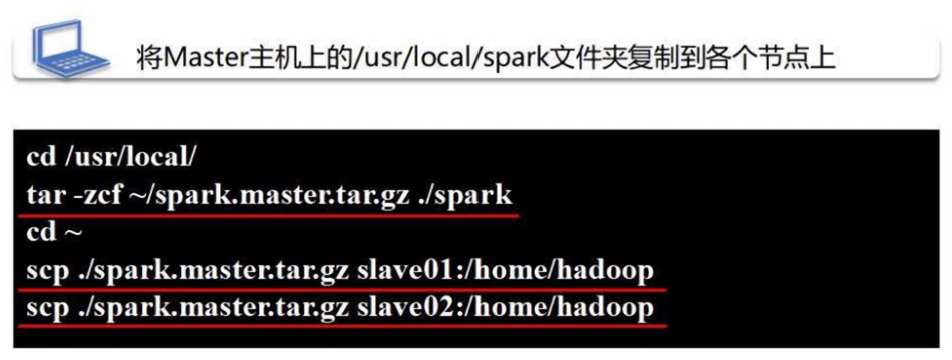 将Master主机上的/usr/local/spark文件夹复制到各个节点上
cd /usr/local/
tar -zcf ~/spark.master.tar.gz ./spark
cd ~
scp ./spark.master.tar.gz slave01:/home/hadoop
scp ./spark.master.tar.gz slave02:/home/hadoop